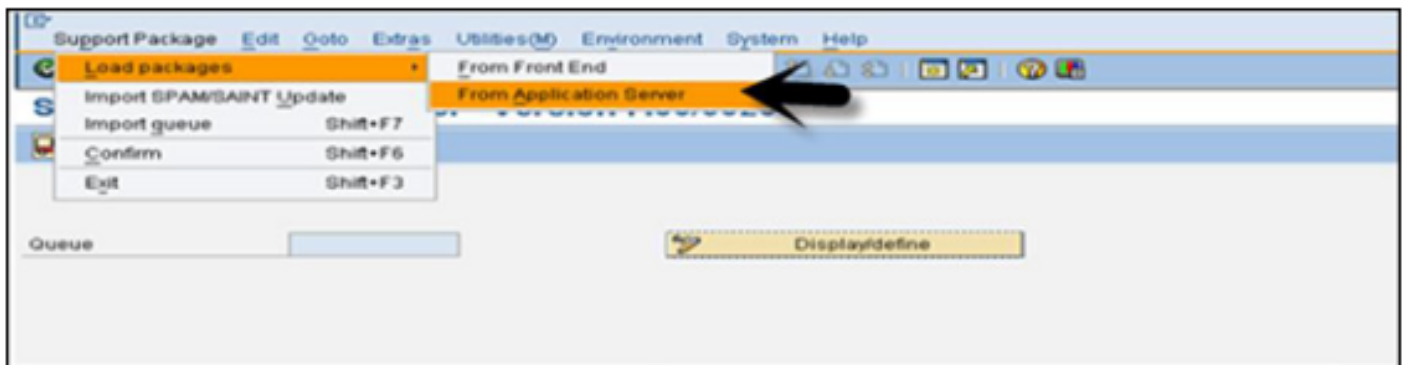 Support Package Edit Goto Extras Utilities(M) Environment System Help
Load packages
From Front End
Import SPAM/SAINT Update
From Application Server
Import queue Shift+F7
Confirm Shift+F6
Exit Shift+F3
Queue
Display/define